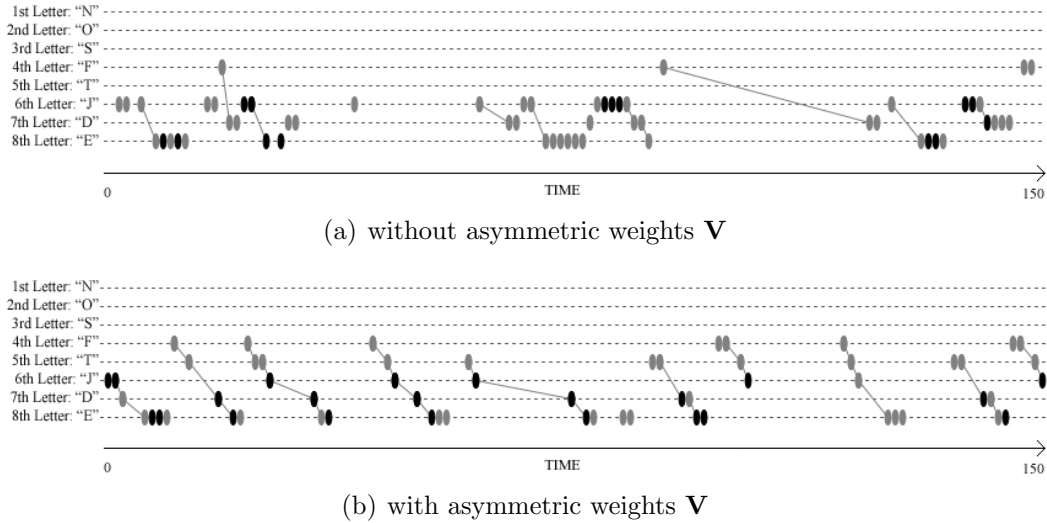 1st Letter: “N”
2nd Letter: “O”
3rd Letter: “S”
4th Letter: “F”
5th Letter: “T”
6th Letter: “J”
7th Letter: “D”
8th Letter: “E”
0 TIME 150
(a) without asymmetric weights V
1st Letter: “N”
2nd Letter: “O”
3rd Letter: “S”
4th Letter: “F”
5th Letter: “T”
6th Letter: “J”
7th Letter: “D”
8th Letter: “E”
0 TIME 150
(b) with asymmetric weights V